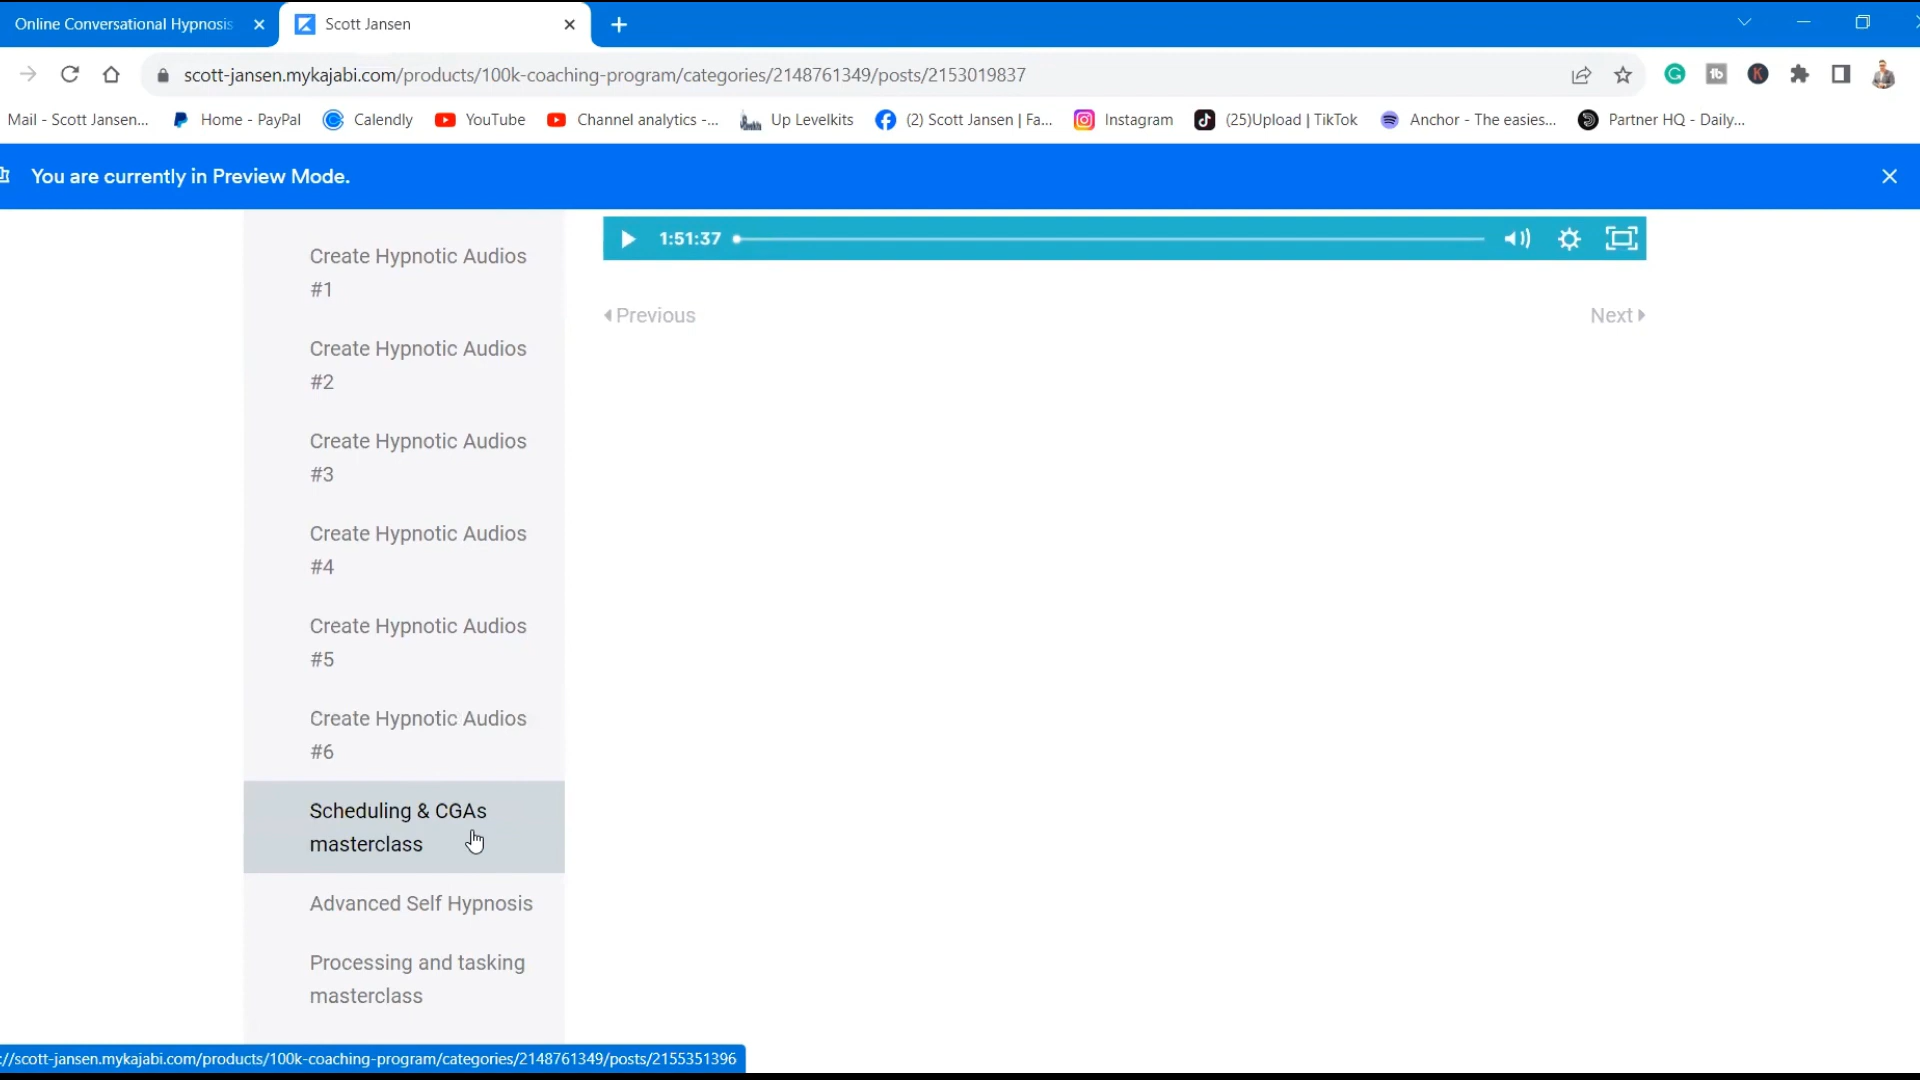 Online Conversational Hypnosis
Scott Jansen
scott-jansen.mykajabi.com/products/100k-coaching-program/categories/2148761349/posts/2153019837
Mail - Scott Jansen...
Home - PayPal
Calendly
YouTube
Channel analytics -...
Up Levelkits
(2) Scott Jansen | Fa...
Instagram
(25)Upload | TikTok
Anchor - The easies...
Partner HQ - Daily...
You are currently in Preview Mode.
1:51:37
Previous
Next
Create Hypnotic Audios
#1
Create Hypnotic Audios
#2
Create Hypnotic Audios
#3
Create Hypnotic Audios
#4
Create Hypnotic Audios
#5
Create Hypnotic Audios
#6
Scheduling & CGAs
masterclass
Advanced Self Hypnosis
Processing and tasking
masterclass
://scott-jansen.mykajabi.com/products/100k-coaching-program/categories/2148761349/posts/2155351396